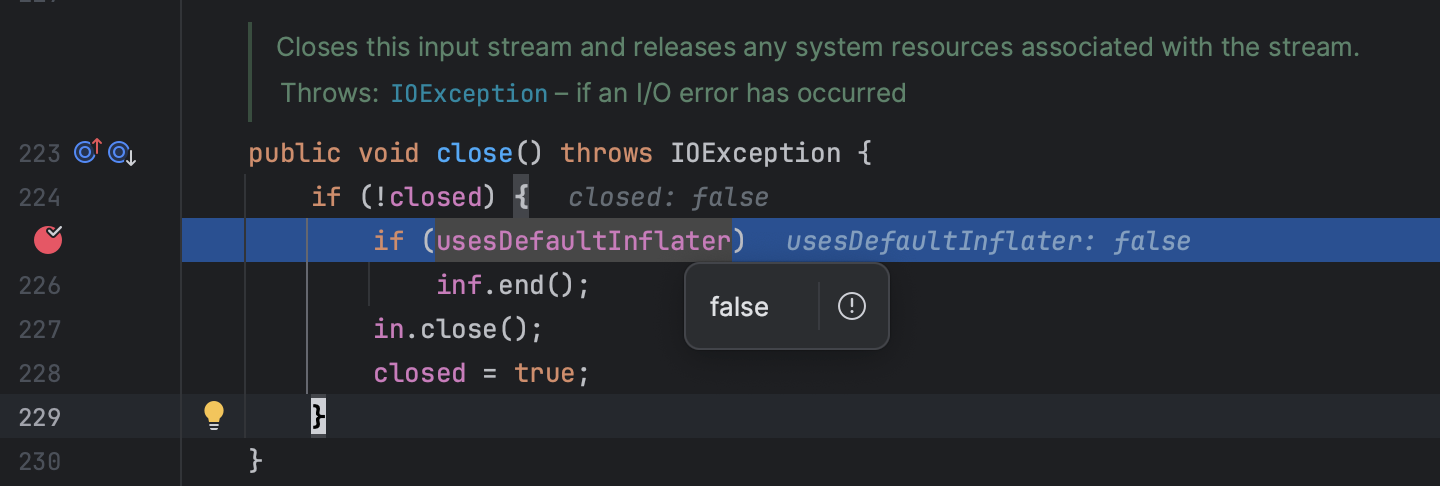 Closes this input stream and releases any system resources associated with the stream.
Throws: IOException – if an I/O error has occurred
223 public void close() throws IOException {
224 if (!closed) { closed: false
if (usesDefaultInflater) usesDefaultInflater: false
226 inf.end();
false
227 in.close();
228 closed = true;
229 }
230 }